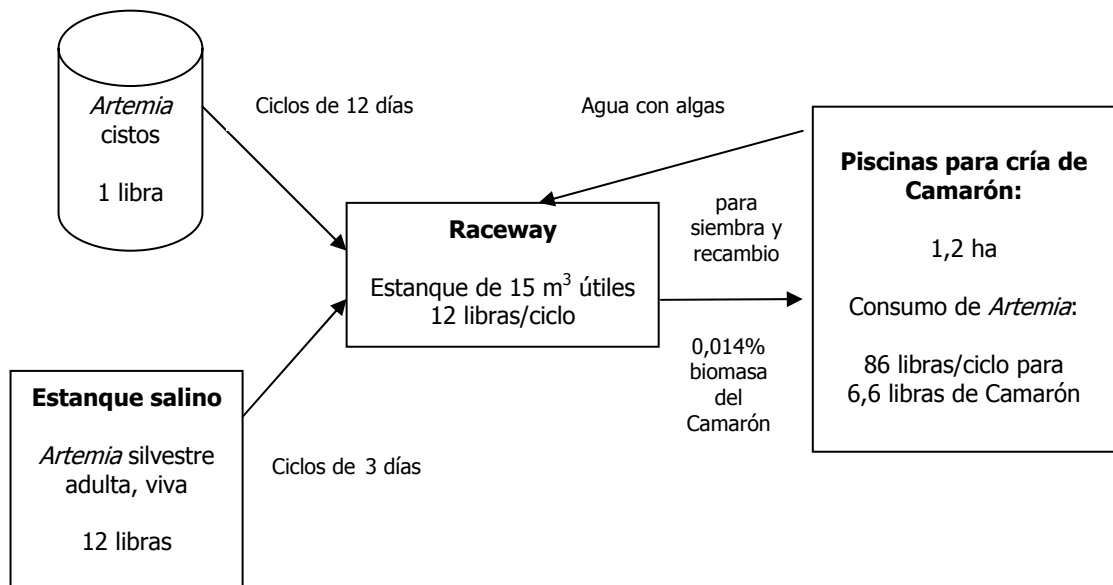 Artemia
cistos
1 libra
Ciclos de 12 días
Agua con algas
Piscinas para cría de
Camarón:
1,2 ha
Consumo de Artemia:
86 libras/ciclo para
6,6 libras de Camarón
Raceway
Estanque de 15 m³ útiles
12 libras/ciclo
para
siembra y
recambio
0,014%
biomasa
del
Camarón
Estanque salino
Artemia silvestre
adulta, viva
12 libras
Ciclos de 3 días